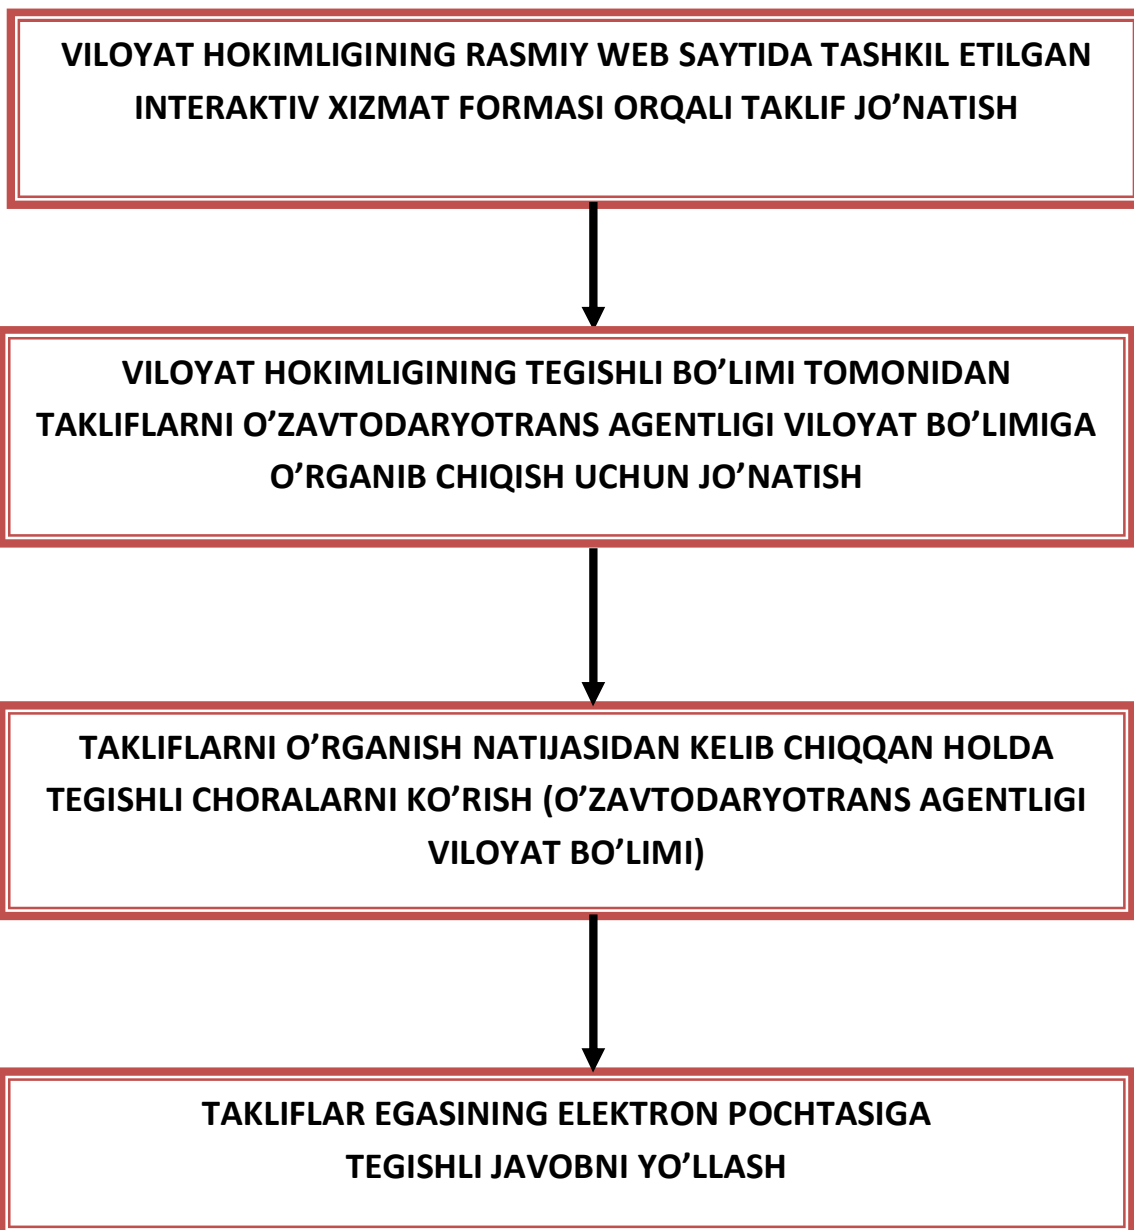 VILOYAT HOKIMLIGINING RASMIY WEB SAYTIDA TASHKIL ETILGAN
INTERAKTIV XIZMAT FORMASI ORQALI TAKLIF JO’NATISH
VILOYAT HOKIMLIGINING TEGISHLI BO’LIMI TOMONIDAN
TAKLIFLARNI O’ZAVTODARYOTRANS AGENTLIGI VILOYAT BO’LIMIGA
O’RGANIB CHIQISH UCHUN JO’NATISH
TAKLIFLARNI O’RGANISH NATIJASIDAN KELIB CHIQQAN HOLDA
TEGISHLI CHORALARNI KO’RISH (O’ZAVTODARYOTRANS AGENTLIGI
VILOYAT BO’LIMI)
TAKLIFLAR EGASINING ELEKTRON POCHTASIGA
TEGISHLI JAVOBNI YO’LLASH